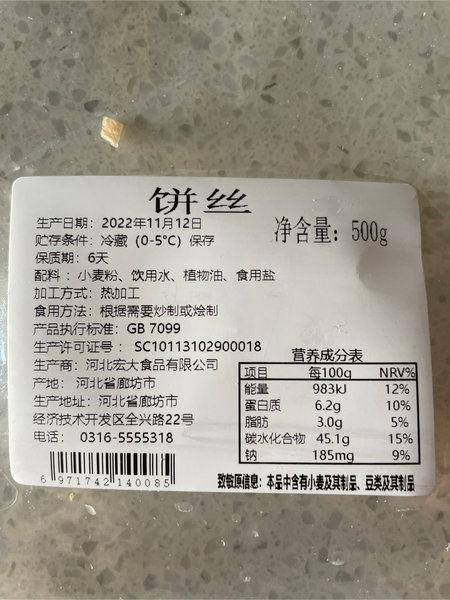 饼丝
生产日期：2022年11月12日
净含量：500g
贮存条件：冷藏（0-5℃）保存
保质期：6天
配料：小麦粉、饮用水、植物油、食用盐
加工方式：热加工
食用方法：根据需要炒制或烩制
产品执行标准：GB 7099
生产许可证号：SC10113102900018
生产商：河北宏大食品有限公司
产地：河北省廊坊市
生产地址：河北省廊坊市
经济技术开发区全兴路22号
电话：0316-5555318
营养成分表
项目 每100g NRV%
能量 983kJ 12%
蛋白质 6.2g 10%
脂肪 3.0g 5%
碳水化合物 45.1g 15%
钠 185mg 9%
6 971742 140085
致敏原信息：本品中含有小麦及其制品、豆类及其制品